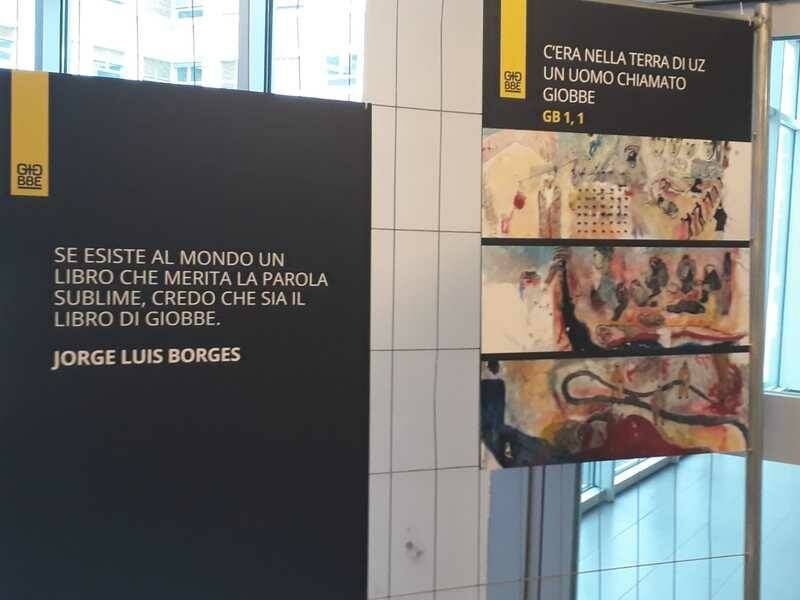 GIO
BBE
SE ESISTE AL MONDO UN
LIBRO CHE MERITA LA PAROLA
SUBLIME, CREDO CHE SIA IL
LIBRO DI GIOBBE.
JORGE LUIS BORGES
GIO
BBE
C'ERA NELLA TERRA DI UZ
UN UOMO CHIAMATO
GIOBBE
GB 1, 1